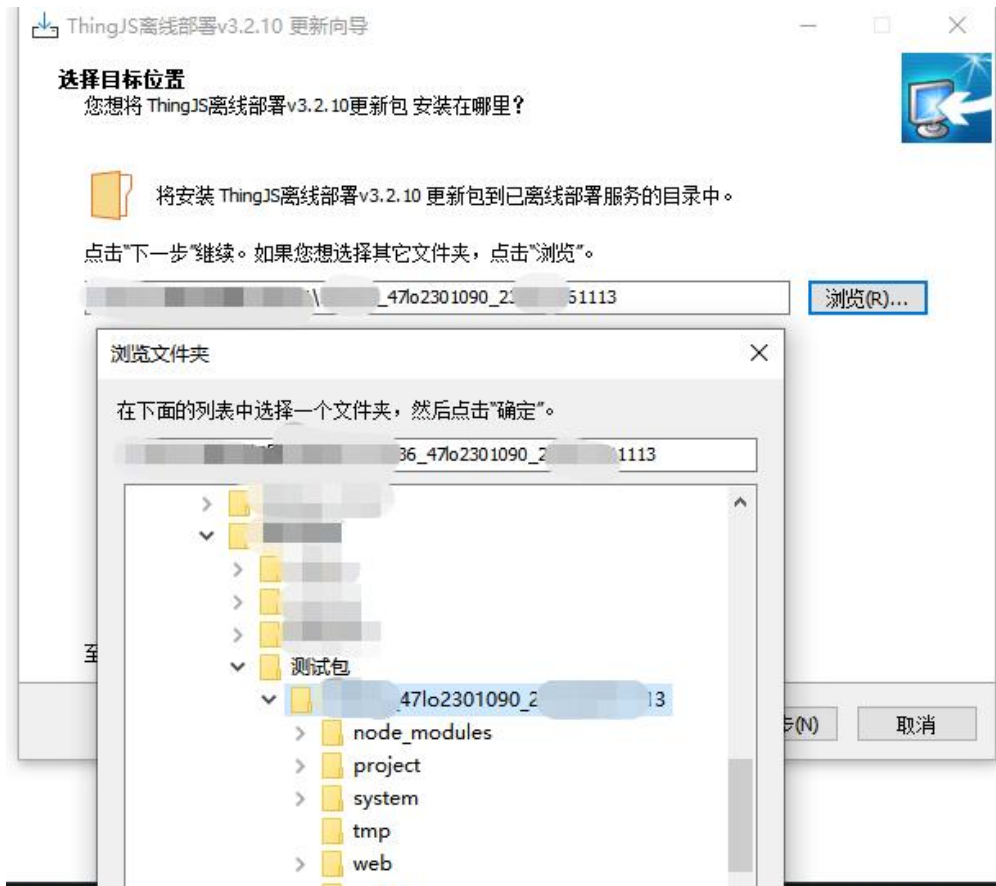 ThingJS离线部署v3.2.10 更新向导
选择目标位置
您想将 ThingJS离线部署v3.2.10更新包 安装在哪里？
将安装 ThingJS离线部署v3.2.10 更新包到已离线部署服务的目录中。
点击“下一步”继续。如果您想选择其它文件夹，点击“浏览”。
\ _47lo2301090_2 51113
浏览(R)...
浏览文件夹
在下面的列表中选择一个文件夹，然后点击“确定”。
36_47lo2301090_2 1113
测试包
_47lo2301090_2 13
node_modules
project
system
tmp
web
至
步(N)
取消